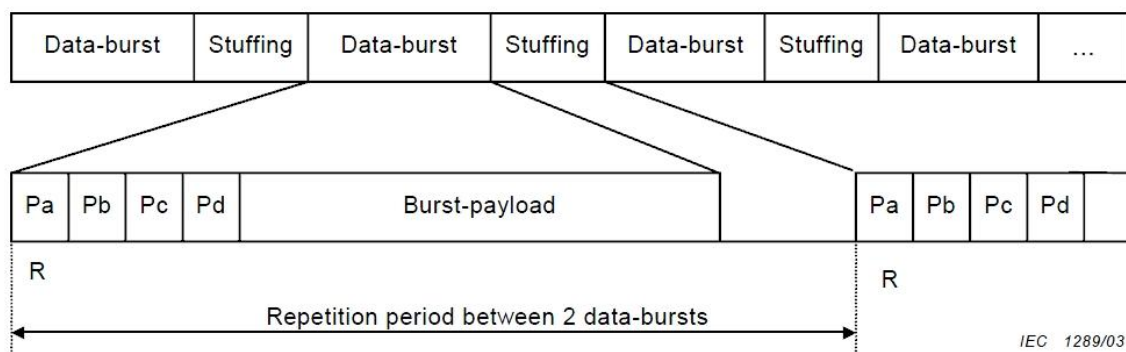 Data-burst Stuffing Data-burst Stuffing Data-burst Stuffing Data-burst ...
Pa Pb Pc Pd Burst-payload Pa Pb Pc Pd
R R
Repetition period between 2 data-bursts
IEC 1289/03